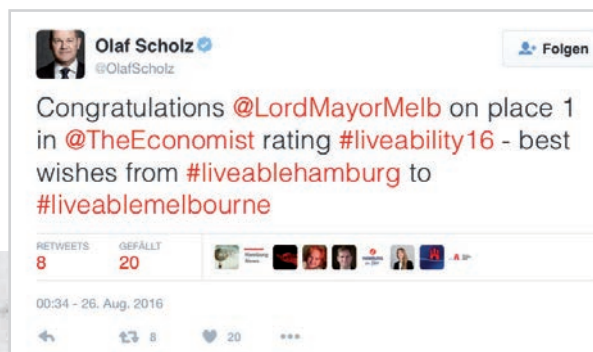 Olaf Scholz
@OlafScholz
Folgen
Congratulations @LordMayorMelb on place 1
in @TheEconomist rating #liveability16 - best
wishes from #liveablehamburg to
#liveablemelbourne
RETWEETS GEFÄLLT
8 20
00:34 - 26. Aug. 2016
8 20